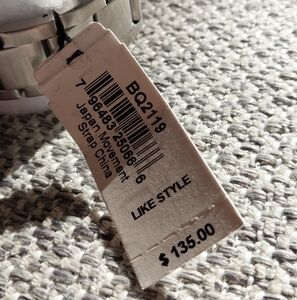 BQ2119
7 96483 25066 6
Japan Movement
Strap China
LIKE STYLE
$ 135.00